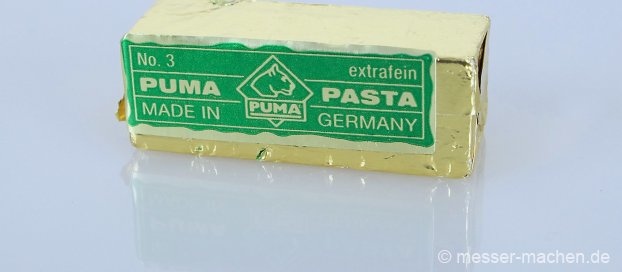 No. 3 extrafein
PUMA PUMA PASTA
MADE IN GERMANY
© messer-machen.de